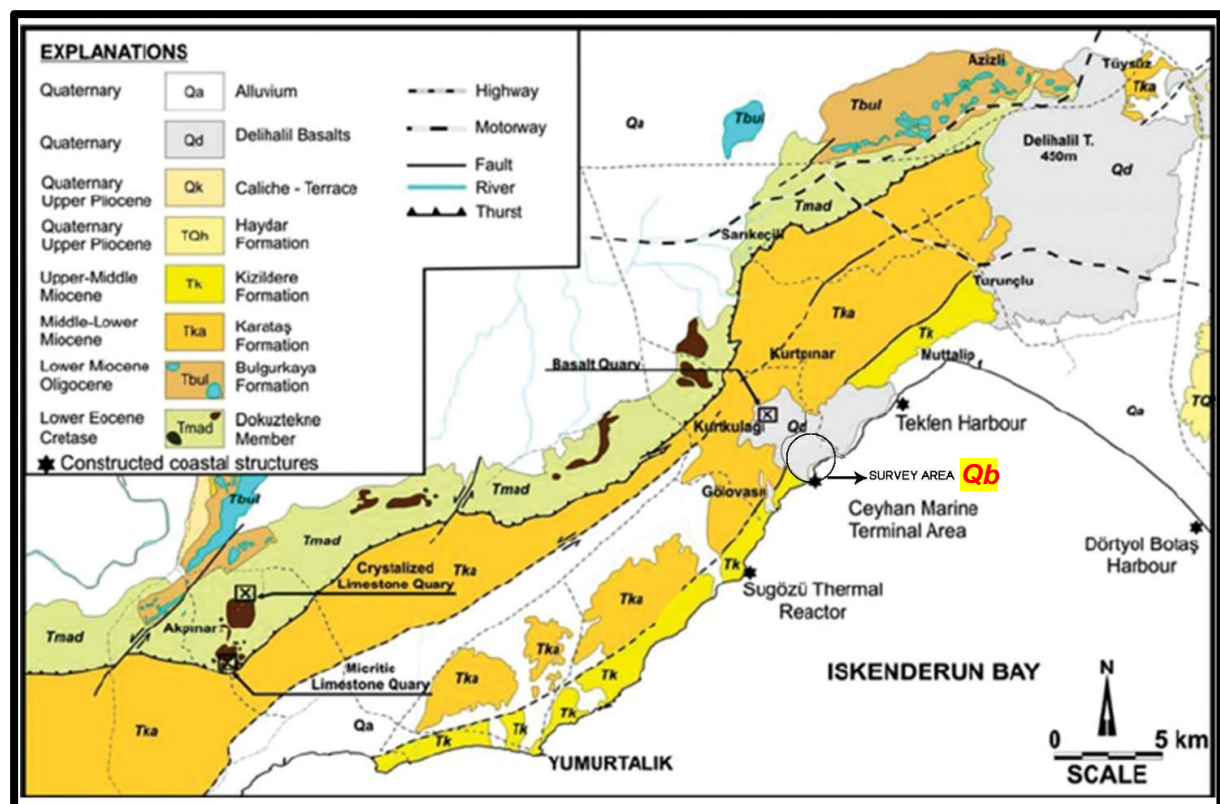 EXPLANATIONS
Quaternary Qa Alluvium
Quaternary Qd Delihalil Basalts
Quaternary
Upper Pliocene Qk Caliche - Terrace
Quaternary
Upper Pliocene TQh Haydar
Formation
Upper-Middle
Miocene Tk Kizildere
Formation
Middle-Lower
Miocene Tka Karataş
Formation
Lower Miocene
Oligocene Tbul Bulgurkaya
Formation
Lower Eocene
Cretase Tmad Dokuztekne
Member
Constructed coastal structures
Highway
Motorway
Fault
River
Thurst
Azizli
Tüysüz
Tka
Tbul
Tbul
Qa
Delihalil T.
450m
Qd
Tmad
Sarıkeçili
Turunçlu
Tka
Tk
Kurtpınar
Muttalip
Basalt Quary
Kurtkulağı
Qd
Qa
TQ
Tekfen Harbour
SURVEY AREA Qb
Gölovası
Ceyhan Marine
Terminal Area
Dörtyol Botaş
Harbour
Tmad
Tbul
Tmad
Crystalized
Limestone Quary
Tka
Tk
Sugözü Thermal
Reactor
Tka
Akpınar
Tmad
Tka
Micritic
Limestone Quary
Tka
Tk
ISKENDERUN BAY
N
Tka
Qa
Tk
Tk
Tk
YUMURTALIK
0 5 km
SCALE